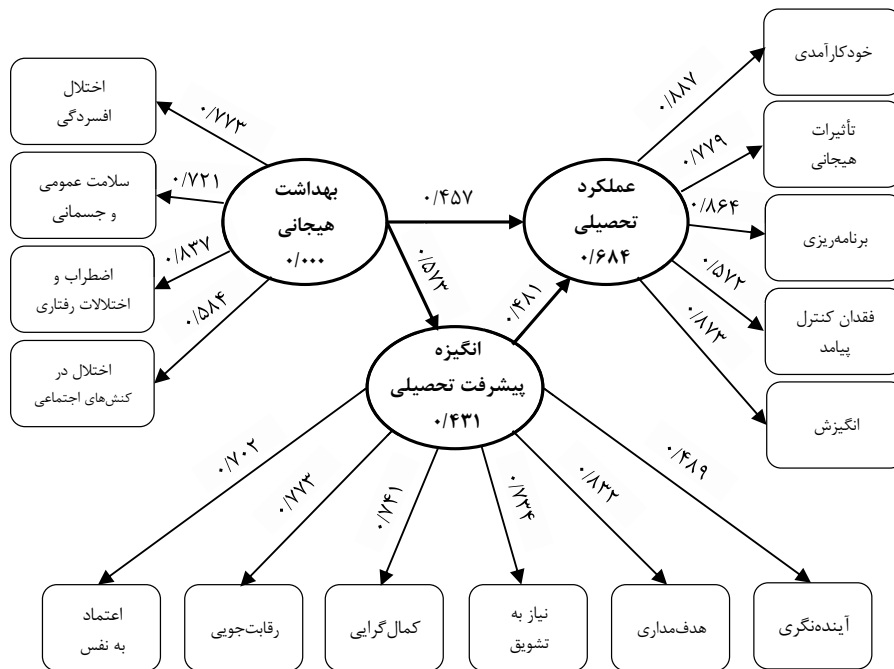 خودکارآمدی
تأثیرات
هیجانی
برنامه‌ریزی
فقدان کنترل
پیامد
انگیزش
۰/۸۸۷
۰/۷۷۹
۰/۸۶۴
۰/۵۷۲
۰/۸۷۳
عملکرد
تحصیلی
۰/۶۸۴
۰/۴۵۷
۰/۵۷۳
۰/۴۸۱
بهداشت
هیجانی
۰/۰۰۰
۰/۷۷۳
۰/۷۲۱
۰/۸۳۷
۰/۵۸۴
اختلال
افسردگی
سلامت عمومی
و جسمانی
اضطراب و
اختلالات رفتاری
اختلال در
کنش‌های اجتماعی
انگیزه
پیشرفت تحصیلی
۰/۴۳۱
۰/۴۸۹
۰/۸۳۲
۰/۷۳۴
۰/۷۴۱
۰/۷۷۳
۰/۷۰۲
آینده‌نگری
هدف‌مداری
نیاز به
تشویق
کمال‌گرایی
رقابت‌جویی
اعتماد
به نفس